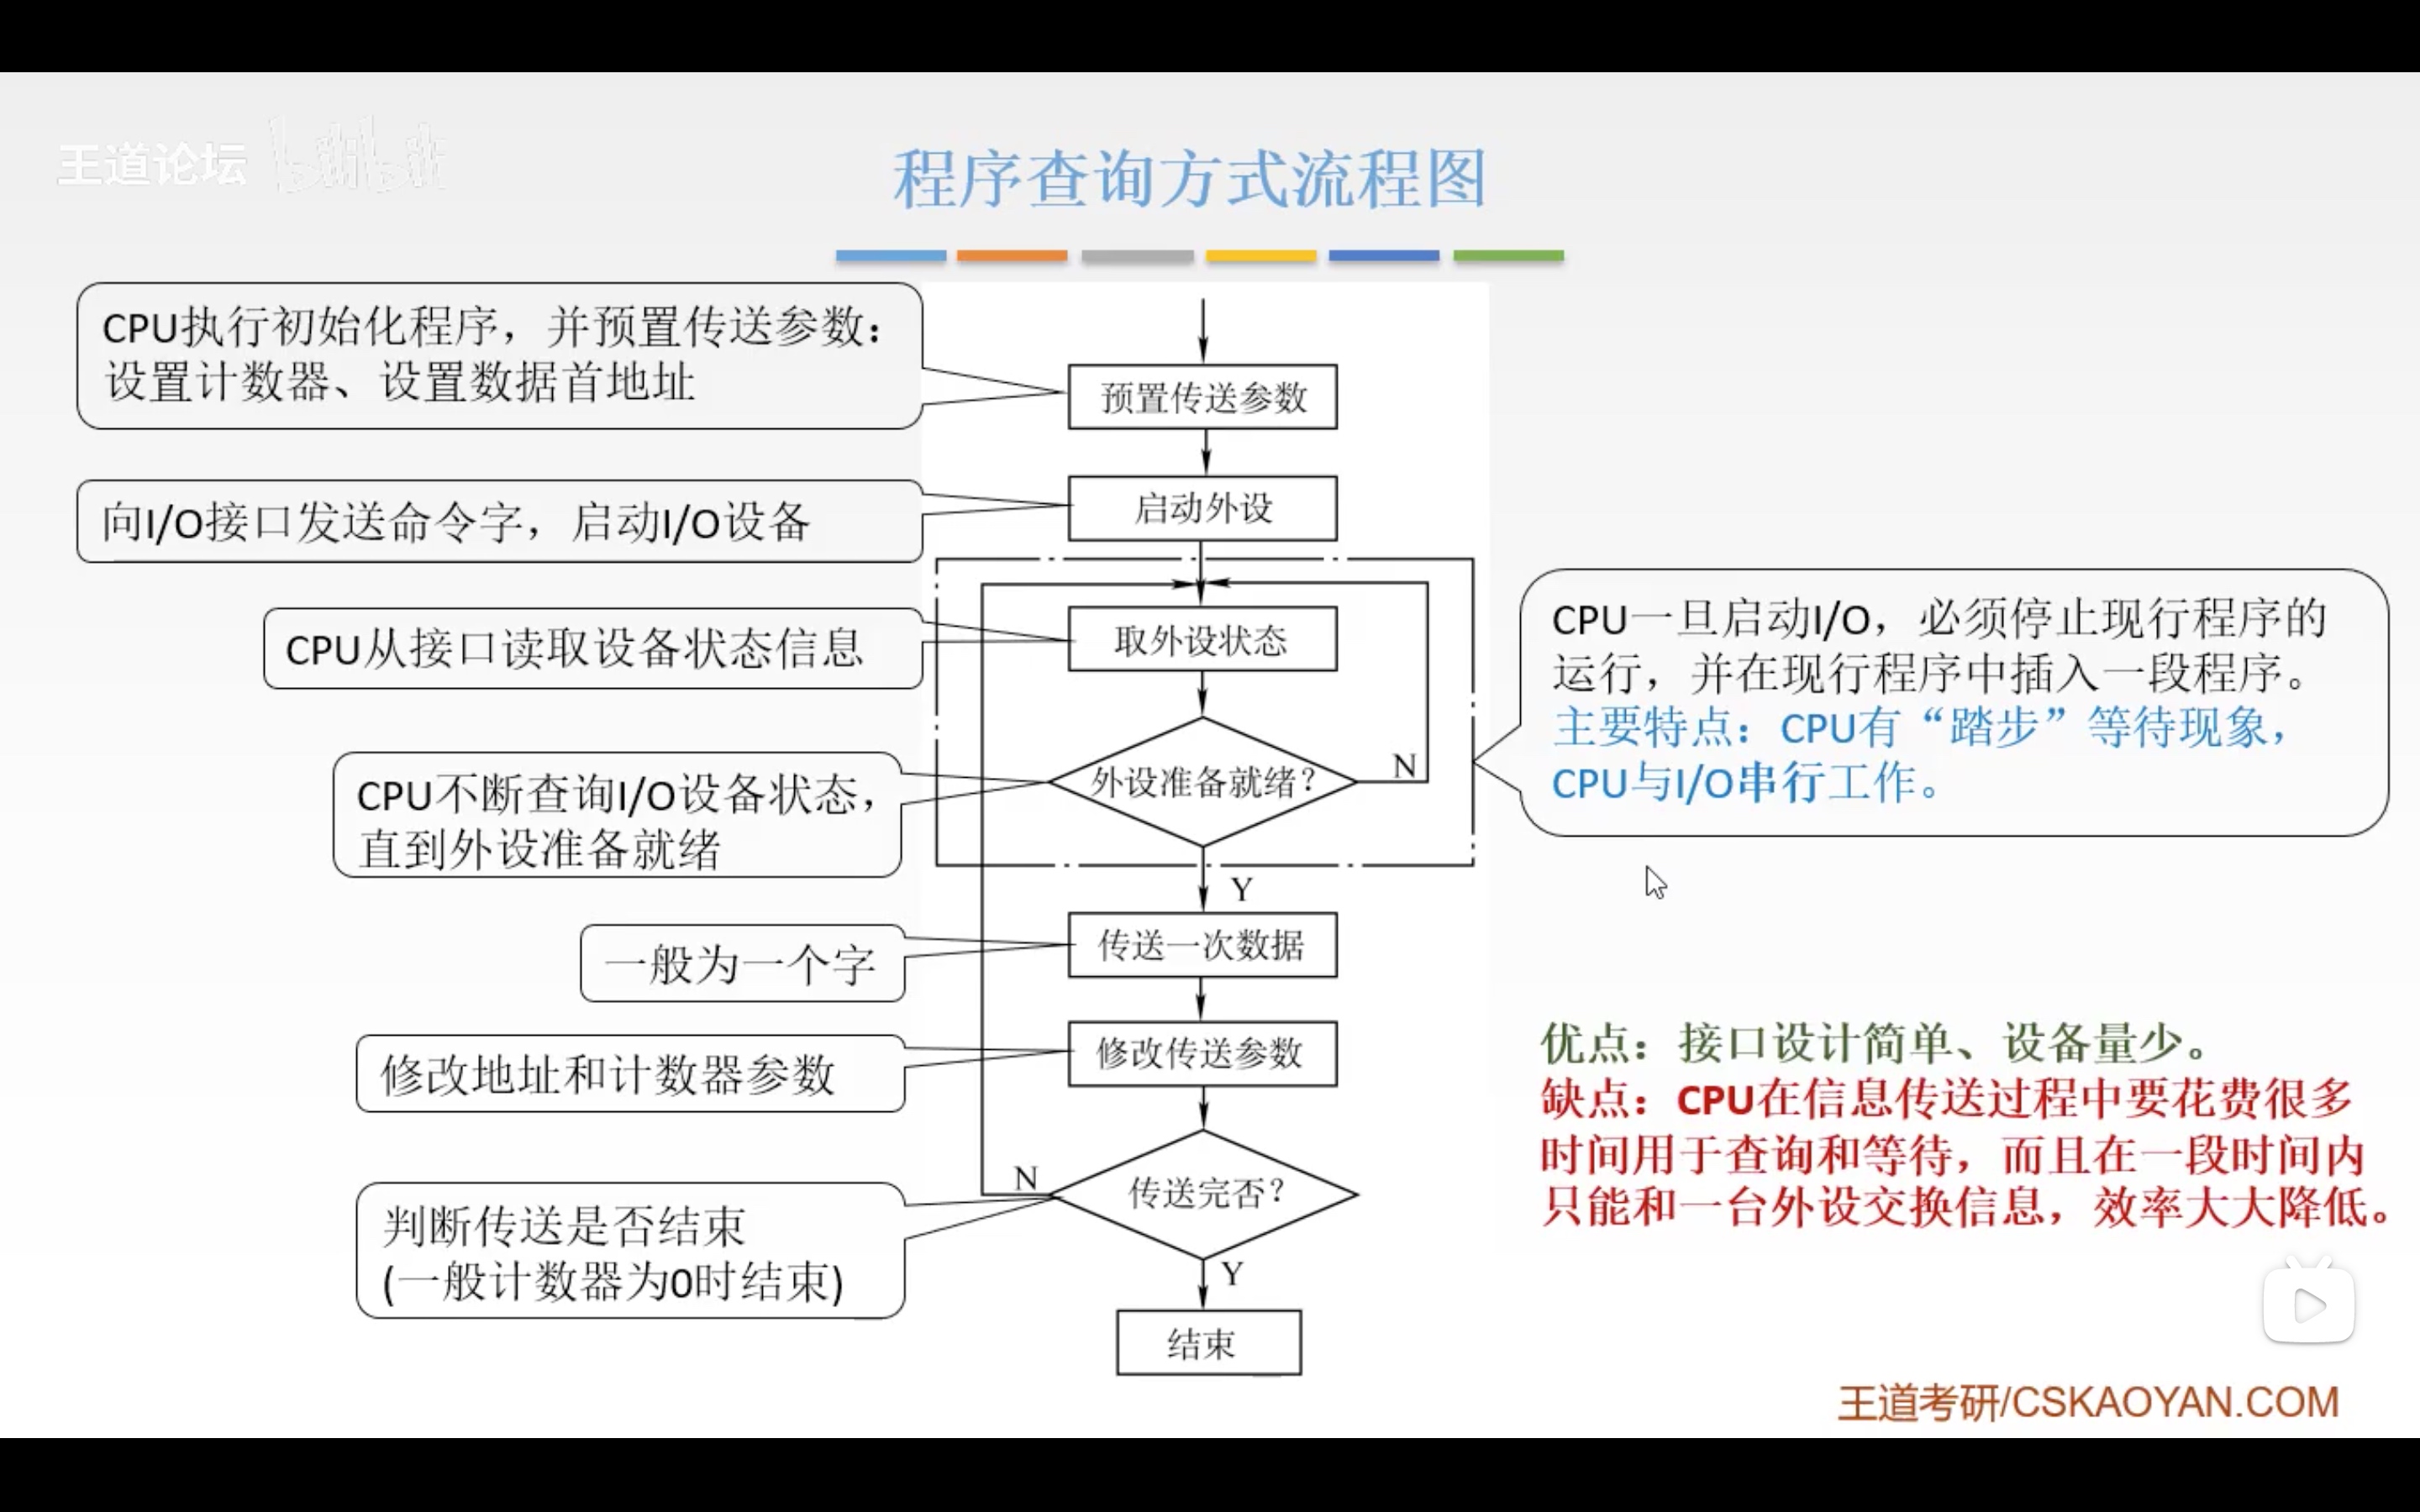 王道论坛 bilibili
程序查询方式流程图
CPU执行初始化程序，并预置传送参数：
设置计数器、设置数据首地址
预置传送参数
向I/O接口发送命令字，启动I/O设备
启动外设
CPU从接口读取设备状态信息
取外设状态
CPU一旦启动I/O，必须停止现行程序的
运行，并在现行程序中插入一段程序。
主要特点：CPU有“踏步”等待现象，
CPU与I/O串行工作。
CPU不断查询I/O设备状态，
直到外设准备就绪
外设准备就绪？
N
Y
一般为一个字
传送一次数据
修改地址和计数器参数
修改传送参数
优点：接口设计简单、设备量少。
缺点：CPU在信息传送过程中要花费很多
时间用于查询和等待，而且在一段时间内
只能和一台外设交换信息，效率大大降低。
判断传送是否结束
(一般计数器为0时结束)
N
传送完否？
Y
结束
王道考研/CSKAOYAN.COM